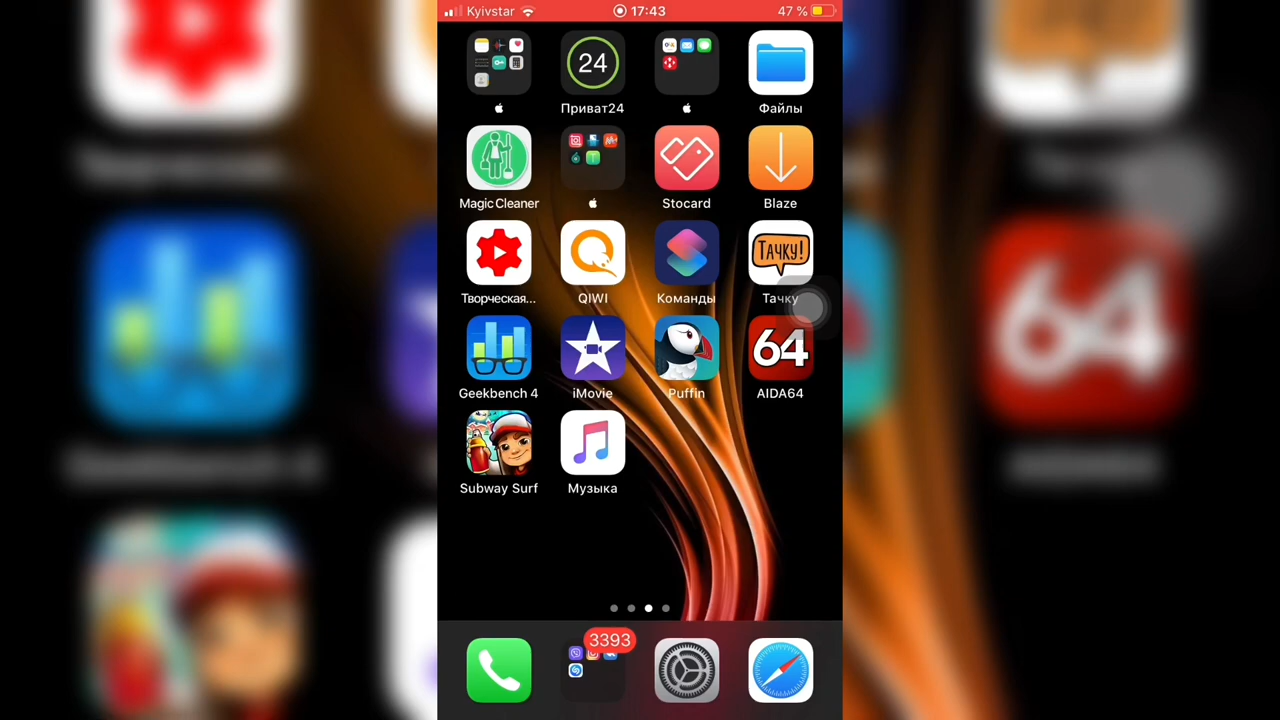 Kyivstar 17:43 47 %
24
Приват24 Файлы
Magic Cleaner Stocard Blaze
ТАЧКУ!
Творческая... QIWI Команды Тачку
64
Geekbench 4 iMovie Puffin AIDA64
Subway Surf Музыка
3393
64